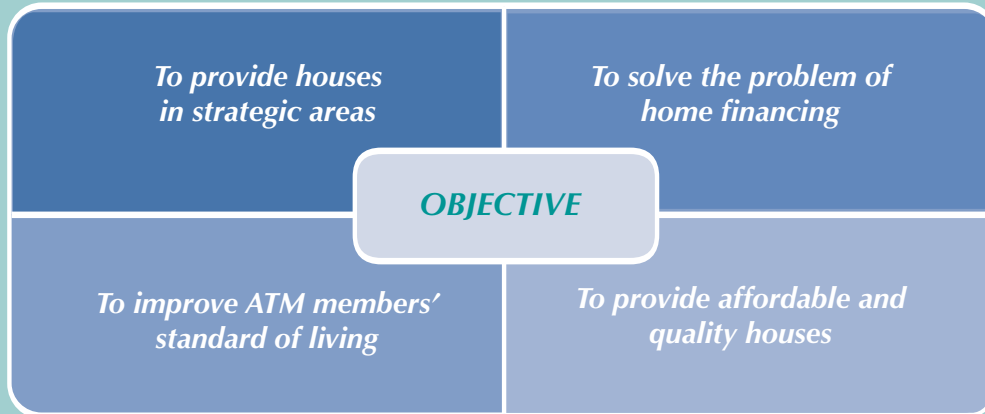 To provide houses
in strategic areas
To solve the problem of
home financing
OBJECTIVE
To improve ATM members'
standard of living
To provide affordable and
quality houses